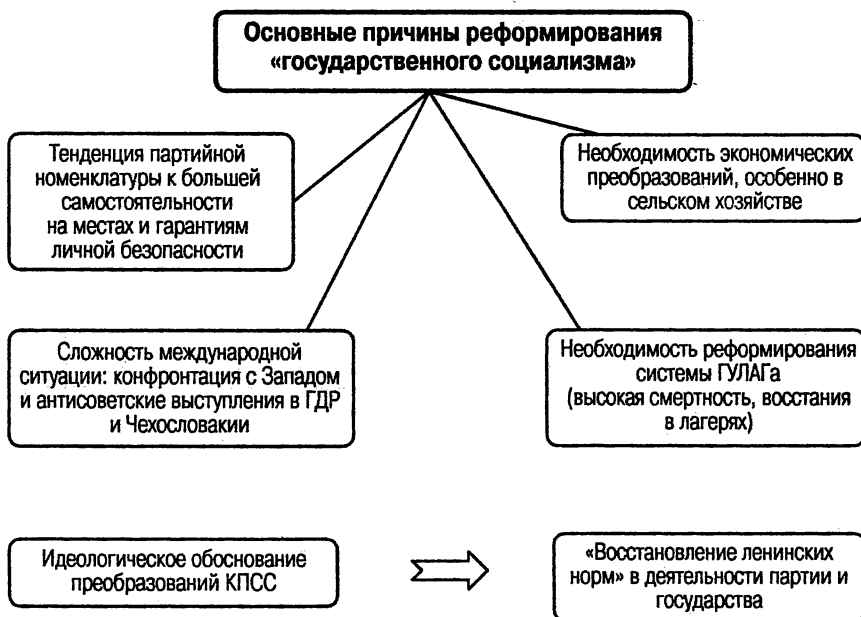 Основные причины реформирования
«государственного социализма»
Тенденция партийной
номенклатуры к большей
самостоятельности
на местах и гарантиям
личной безопасности
Необходимость экономических
преобразований, особенно в
сельском хозяйстве
Сложность международной
ситуации: конфронтация с Западом
и антисоветские выступления в ГДР
и Чехословакии
Необходимость реформирования
системы ГУЛАГа
(высокая смертность, восстания
в лагерях)
Идеологическое обоснование
преобразований КПСС
«Восстановление ленинских
норм» в деятельности партии и
государства